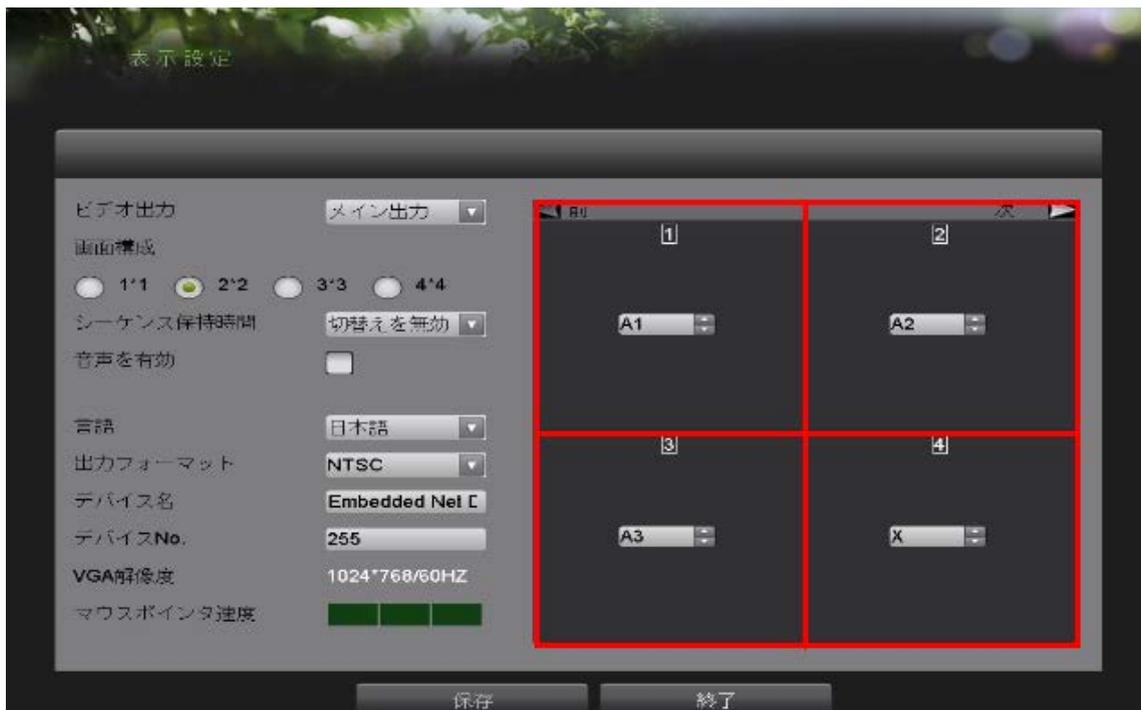 表示設定
ビデオ出力 メイン出力
画面構成
1*1 2*2 3*3 4*4
シーケンス保持時間 切替えを無効
音声を有効
言語 日本語
出力フォーマット NTSC
デバイス名 Embedded Net D
デバイスNo. 255
VGA解像度 1024*768/60HZ
マウスポインタ速度
前 次
1 2
A1 A2
3 4
A3 X
保存 終了